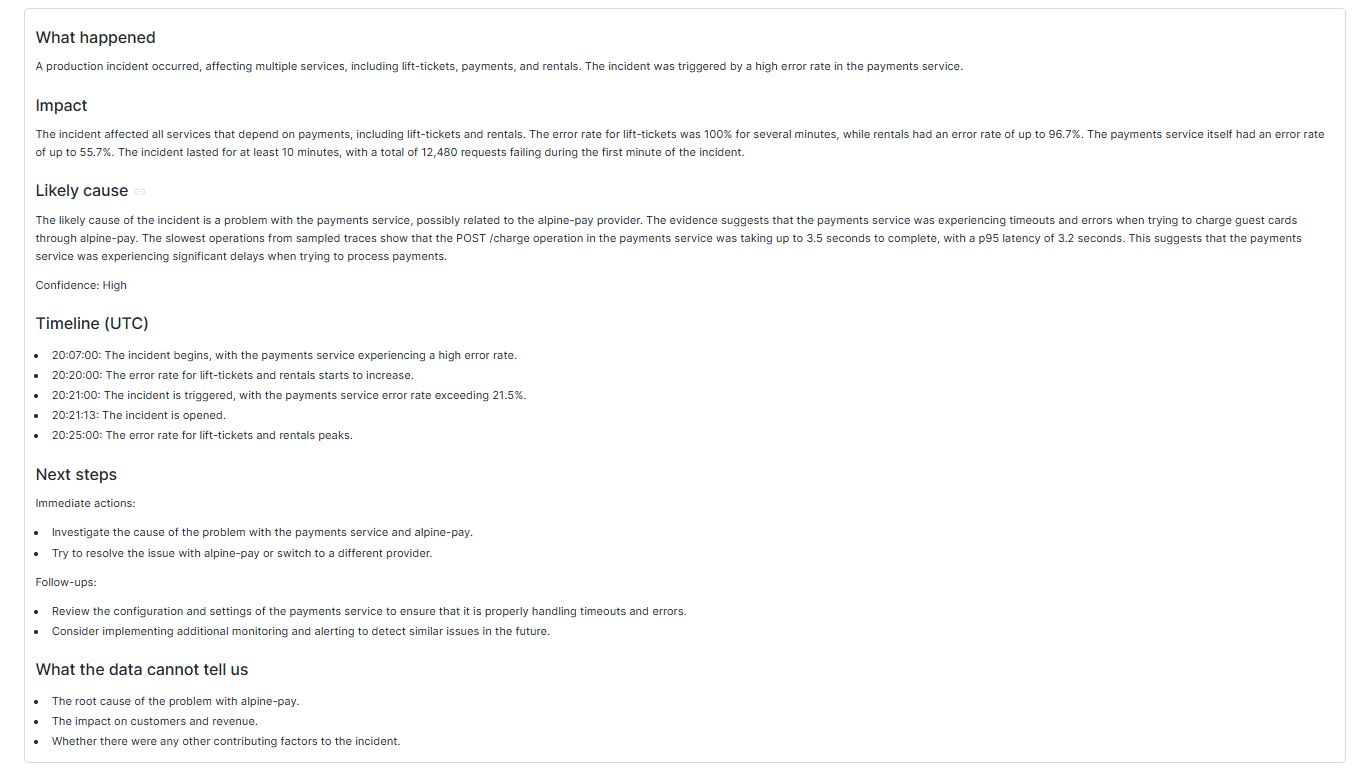 What happened
A production incident occurred, affecting multiple services, including lift-tickets, payments, and rentals. The incident was triggered by a high error rate in the payments service.
Impact
The incident affected all services that depend on payments, including lift-tickets and rentals. The error rate for lift-tickets was 100% for several minutes, while rentals had an error rate of up to 96.7%. The payments service itself had an error rate
of up to 55.7%. The incident lasted for at least 10 minutes, with a total of 12,480 requests failing during the first minute of the incident.
Likely cause
The likely cause of the incident is a problem with the payments service, possibly related to the alpine-pay provider. The evidence suggests that the payments service was experiencing timeouts and errors when trying to charge guest cards
through alpine-pay. The slowest operations from sampled traces show that the POST /charge operation in the payments service was taking up to 3.5 seconds to complete, with a p95 latency of 3.2 seconds. This suggests that the payments
service was experiencing significant delays when trying to process payments.
Confidence: High
Timeline (UTC)
• 20:07:00: The incident begins, with the payments service experiencing a high error rate.
• 20:20:00: The error rate for lift-tickets and rentals starts to increase.
• 20:21:00: The incident is triggered, with the payments service error rate exceeding 21.5%.
• 20:21:13: The incident is opened.
• 20:25:00: The error rate for lift-tickets and rentals peaks.
Next steps
Immediate actions:
• Investigate the cause of the problem with the payments service and alpine-pay.
• Try to resolve the issue with alpine-pay or switch to a different provider.
Follow-ups:
• Review the configuration and settings of the payments service to ensure that it is properly handling timeouts and errors.
• Consider implementing additional monitoring and alerting to detect similar issues in the future.
What the data cannot tell us
• The root cause of the problem with alpine-pay.
• The impact on customers and revenue.
• Whether there were any other contributing factors to the incident.